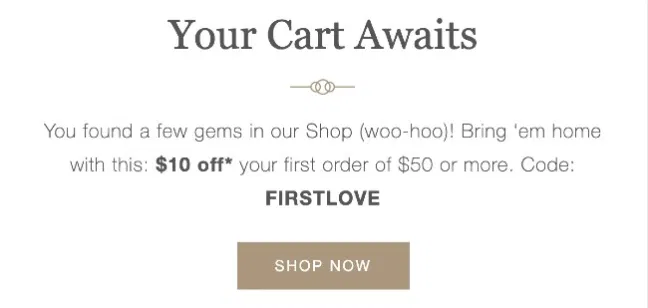 Your Cart Awaits
You found a few gems in our Shop (woo-hoo)! Bring 'em home
with this: $10 off* your first order of $50 or more. Code:
FIRSTLOVE
SHOP NOW